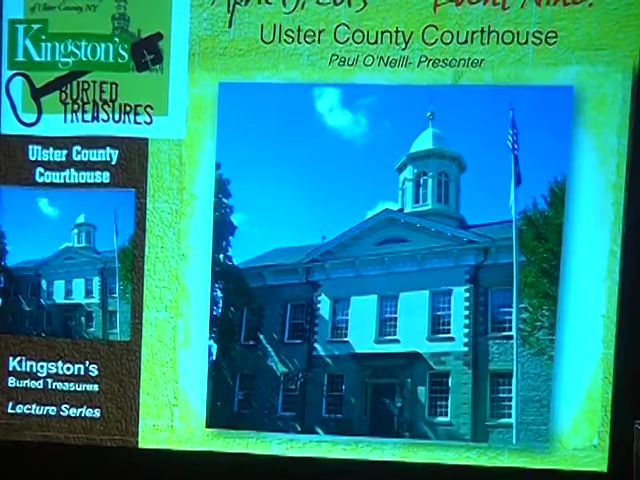 of Ulster County, NY
Kingston's
BURIED
TREASURES
Ulster County
Courthouse
Kingston's
Buried Treasures
Lecture Series
Ulster County Courthouse
Paul O'Neill- Presenter